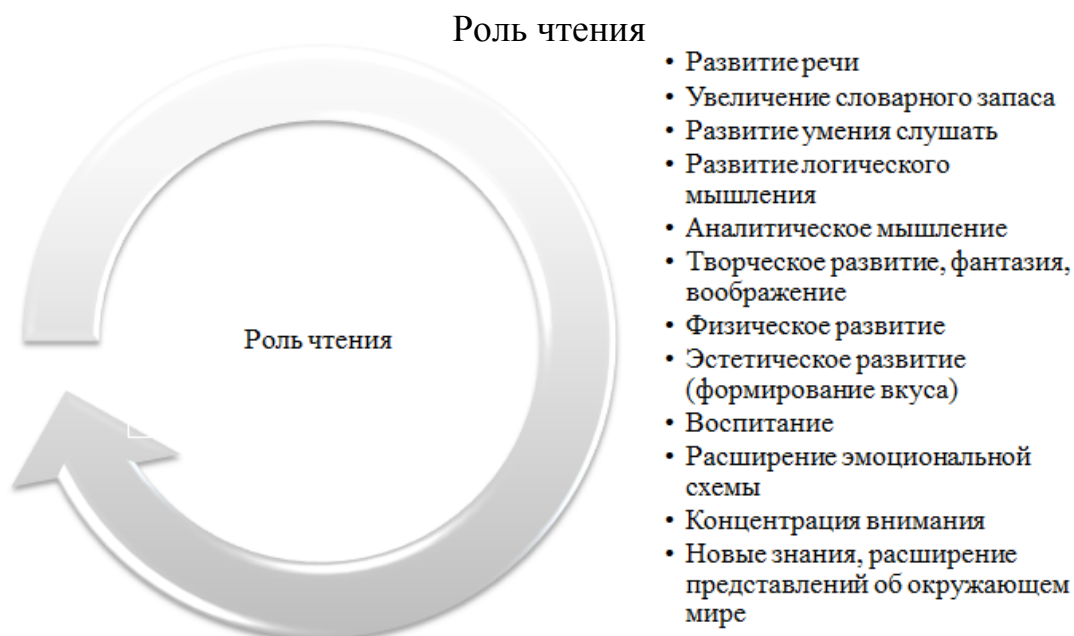 Роль чтения
Роль чтения
• Развитие речи
• Увеличение словарного запаса
• Развитие умения слушать
• Развитие логического
мышления
• Аналитическое мышление
• Творческое развитие, фантазия,
воображение
• Физическое развитие
• Эстетическое развитие
(формирование вкуса)
• Воспитание
• Расширение эмоциональной
схемы
• Концентрация внимания
• Новые знания, расширение
представлений об окружающем
мире